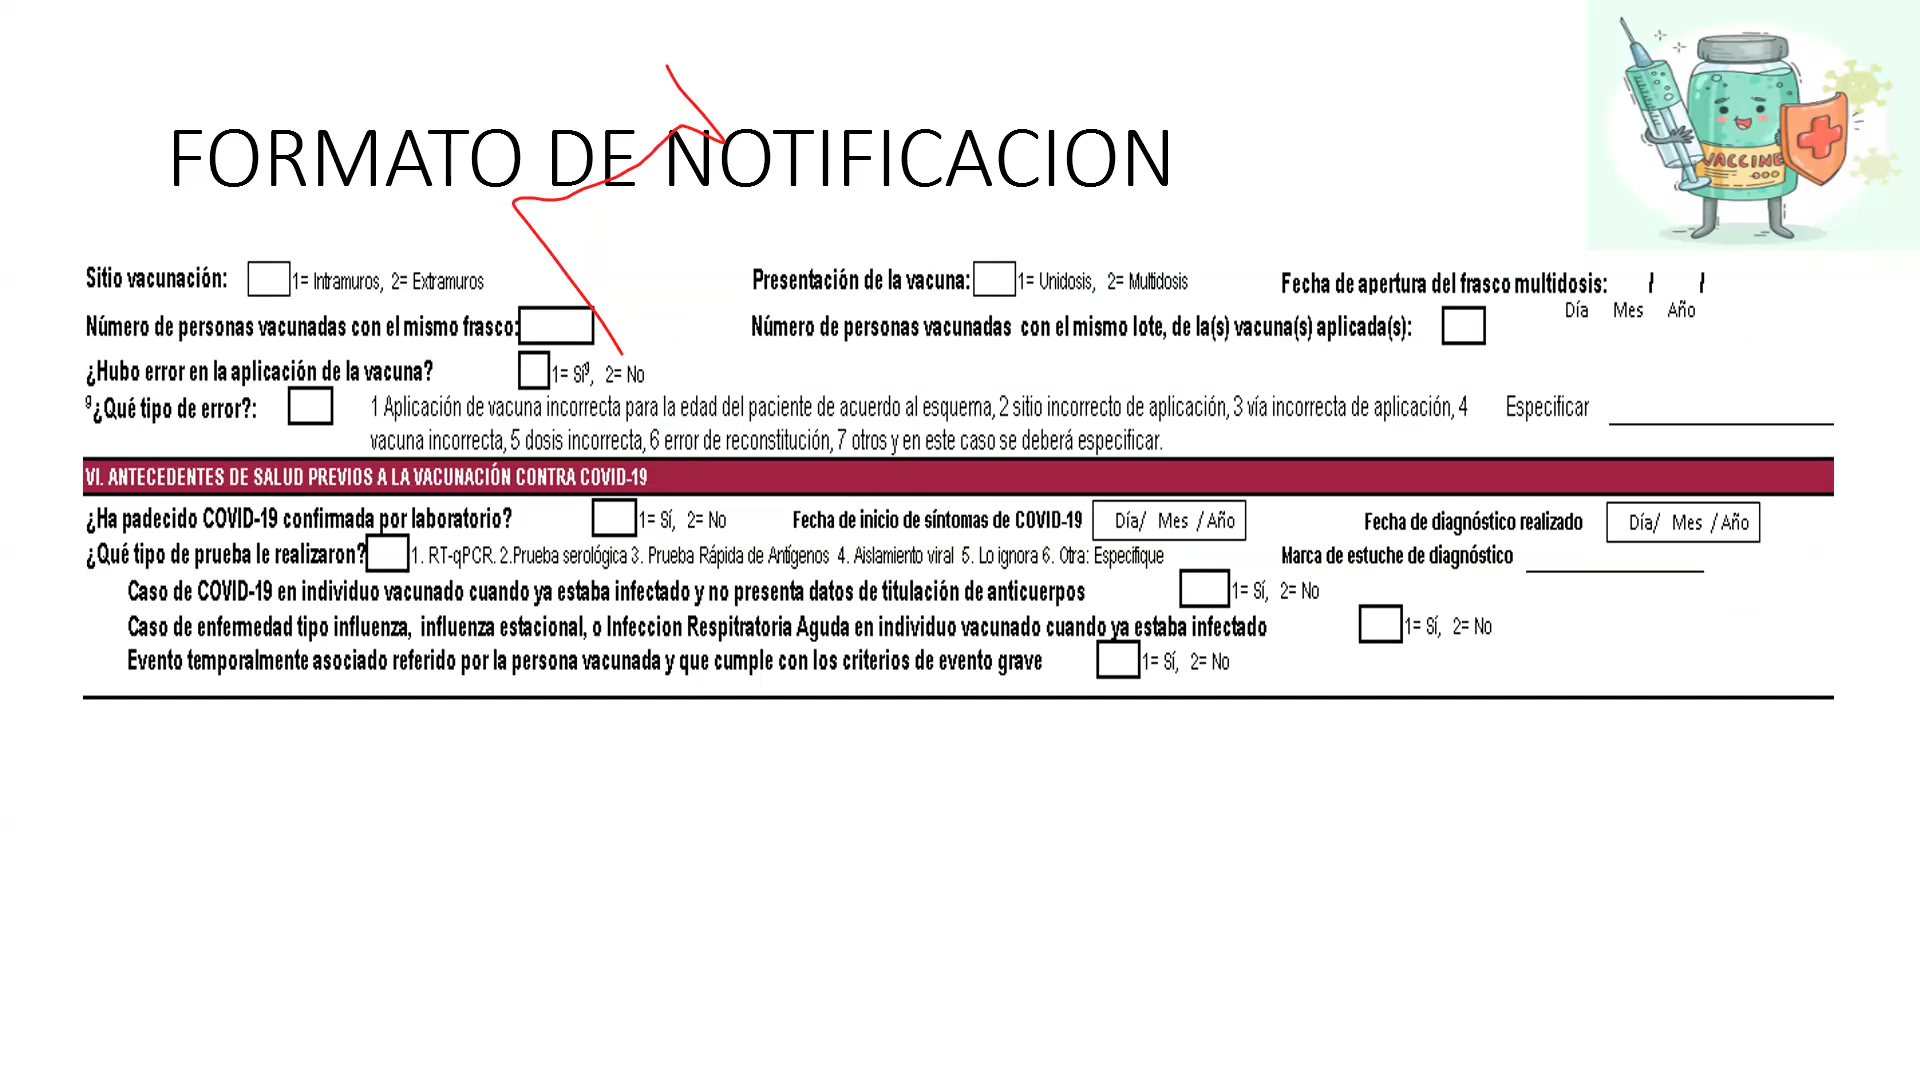 FORMATO DE NOTIFICACION
VACCINE
Sitio vacunación: 1= Intramuros, 2= Extramuros Presentación de la vacuna: 1= Unidosis, 2= Multidosis Fecha de apertura del frasco multidosis: / /
Día Mes Año
Número de personas vacunadas con el mismo frasco: Número de personas vacunadas con el mismo lote, de la(s) vacuna(s) aplicada(s):
¿Hubo error en la aplicación de la vacuna? 1= Sí⁹, 2= No
⁹¿Qué tipo de error?: 1 Aplicación de vacuna incorrecta para la edad del paciente de acuerdo al esquema, 2 sitio incorrecto de aplicación, 3 vía incorrecta de aplicación, 4 Especificar
vacuna incorrecta, 5 dosis incorrecta, 6 error de reconstitución, 7 otros y en este caso se deberá especificar.
VI. ANTECEDENTES DE SALUD PREVIOS A LA VACUNACIÓN CONTRA COVID-19
¿Ha padecido COVID-19 confirmada por laboratorio? 1= Sí, 2= No Fecha de inicio de síntomas de COVID-19 Día/ Mes / Año Fecha de diagnóstico realizado Día/ Mes / Año
¿Qué tipo de prueba le realizaron? 1. RT-qPCR. 2.Prueba serológica 3. Prueba Rápida de Antígenos 4. Aislamiento viral 5. Lo ignora 6. Otra: Especifique Marca de estuche de diagnóstico
Caso de COVID-19 en individuo vacunado cuando ya estaba infectado y no presenta datos de titulación de anticuerpos 1= Sí, 2= No
Caso de enfermedad tipo influenza, influenza estacional, o Infeccion Respitratoria Aguda en individuo vacunado cuando ya estaba infectado 1= Sí, 2= No
Evento temporalmente asociado referido por la persona vacunada y que cumple con los criterios de evento grave 1= Sí, 2= No